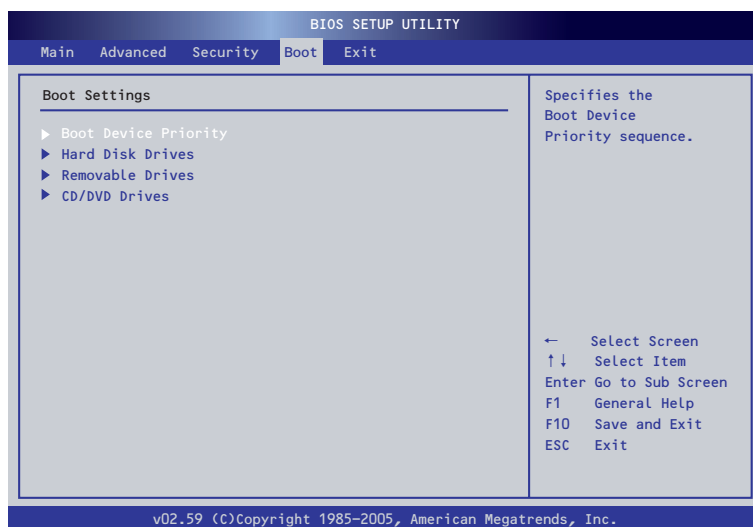 BIOS SETUP UTILITY
Main Advanced Security Boot Exit
Boot Settings
▶ Boot Device Priority
▶ Hard Disk Drives
▶ Removable Drives
▶ CD/DVD Drives
Specifies the
Boot Device
Priority sequence.
← Select Screen
↑↓ Select Item
Enter Go to Sub Screen
F1 General Help
F10 Save and Exit
ESC Exit
v02.59 (C)Copyright 1985-2005, American Megatrends, Inc.